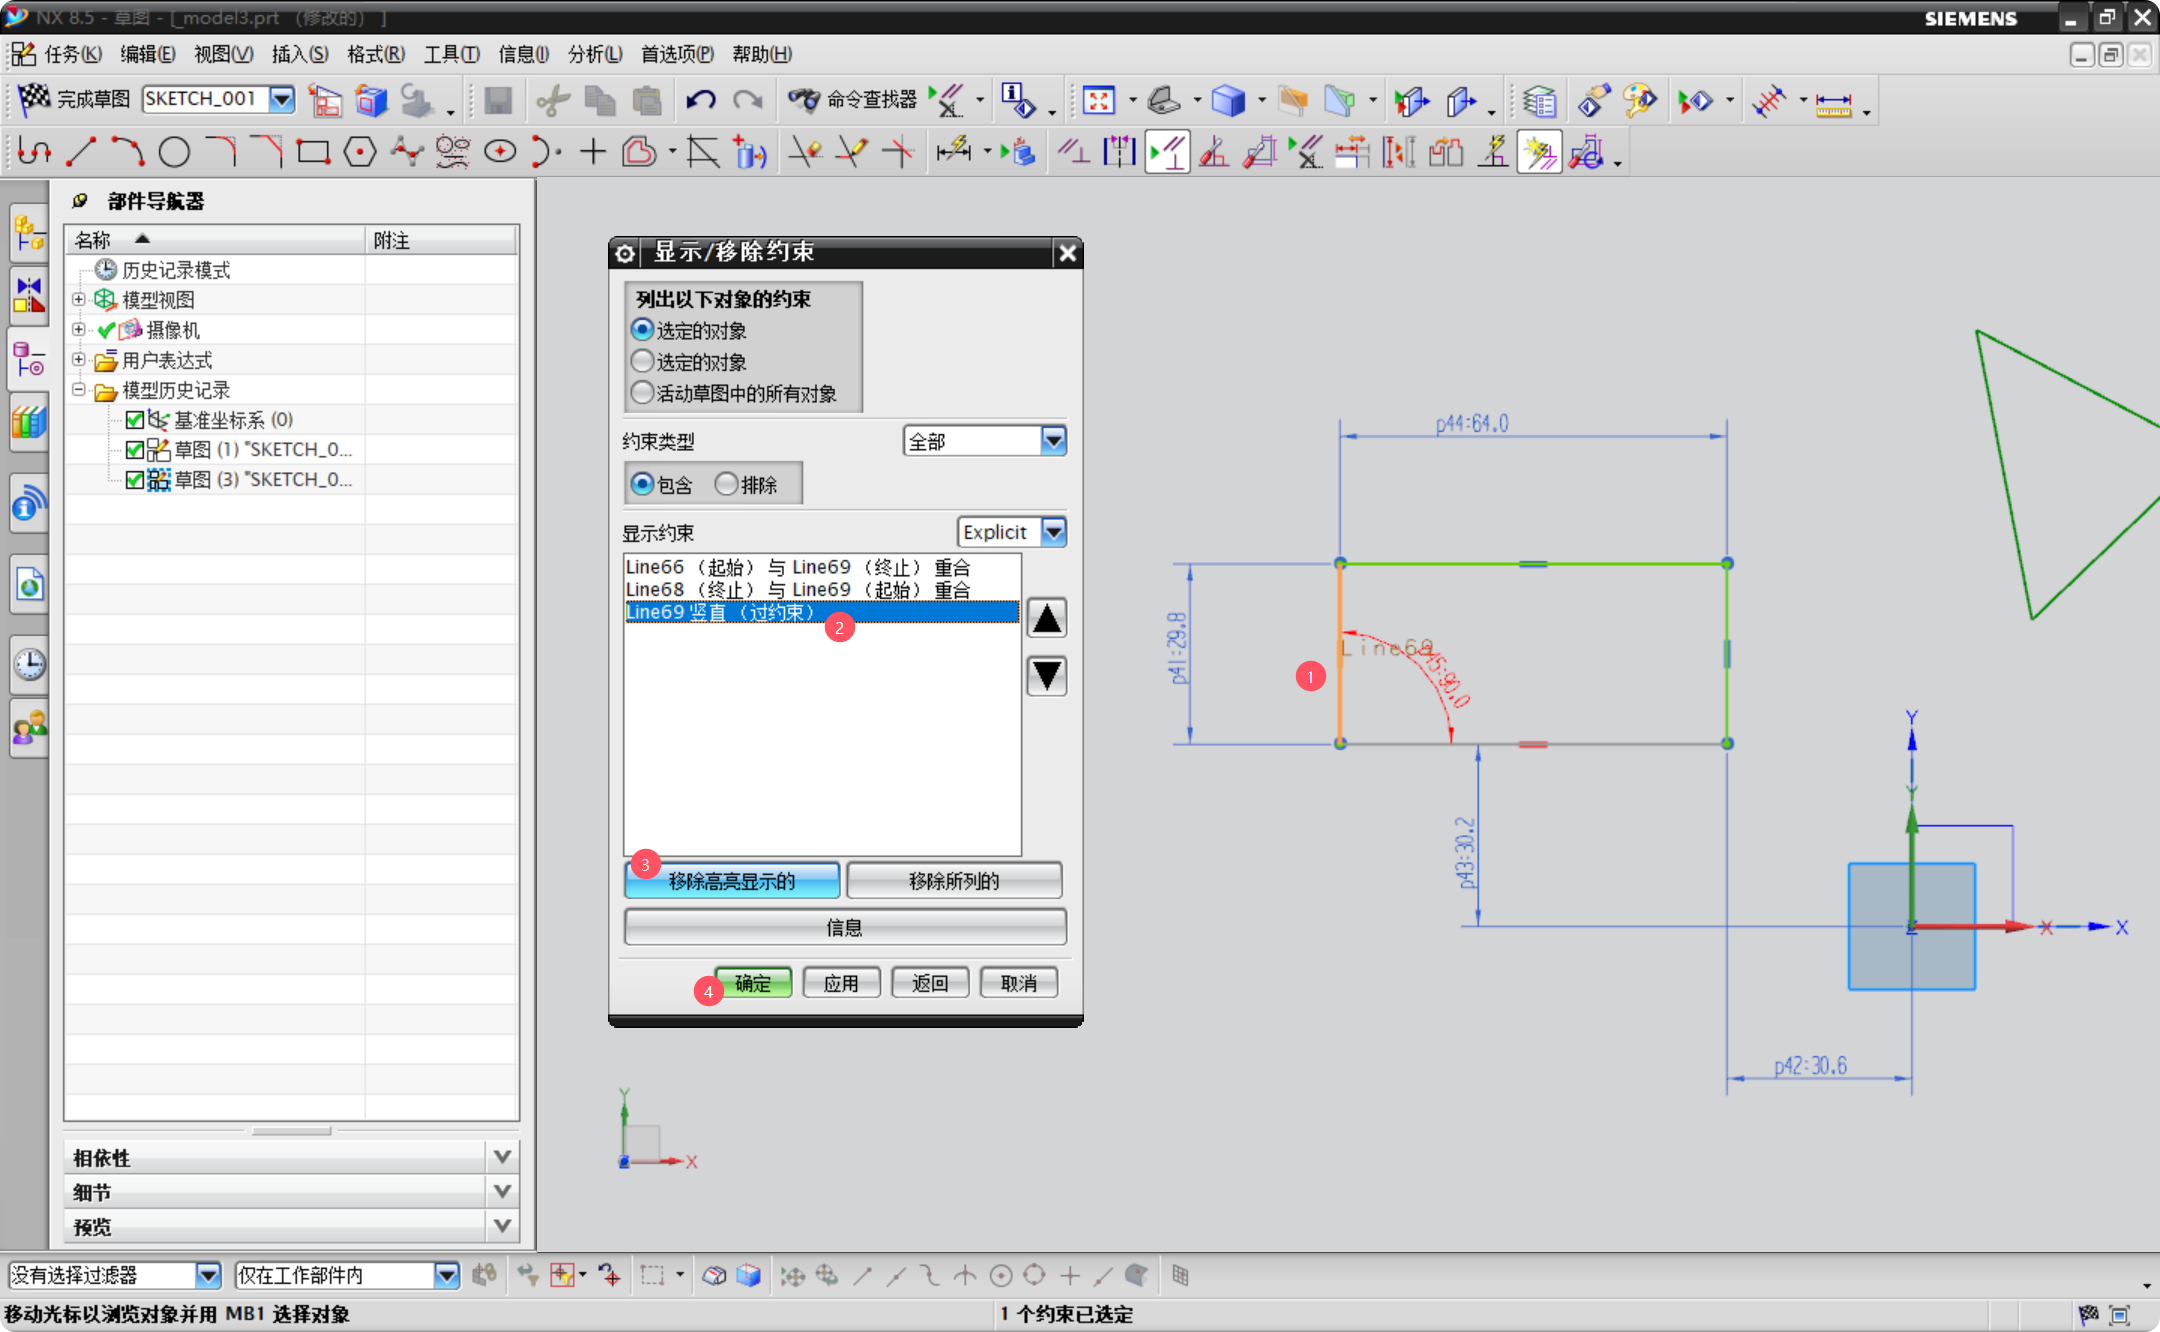 NX 8.5 - 草图 - [_model3.prt （修改的） ]
SIEMENS
任务(K) 编辑(E) 视图(V) 插入(S) 格式(R) 工具(T) 信息(I) 分析(L) 首选项(P) 帮助(H)
完成草图 SKETCH_001 命令查找器
部件导航器
名称 附注
历史记录模式
模型视图
摄像机
用户表达式
模型历史记录
基准坐标系 (0)
草图 (1) "SKETCH_0...
草图 (3) "SKETCH_0...
相依性
细节
预览
显示/移除约束
列出以下对象的约束
选定的对象
选定的对象
活动草图中的所有对象
约束类型 全部
包含 排除
显示约束 Explicit
Line66 （起始） 与 Line69 （终止） 重合
Line68 （终止） 与 Line69 （起始） 重合
Line69 竖直 （过约束）
2
3
移除高亮显示的 移除所列的
信息
4
确定 应用 返回 取消
p44:64.0
p41:29.8
1
Line69
p45:90.0
p43:30.2
p42:30.6
Y
Y
Z X X
Y
Z X
没有选择过滤器 仅在工作部件内
移动光标以浏览对象并用 MB1 选择对象 1 个约束已选定